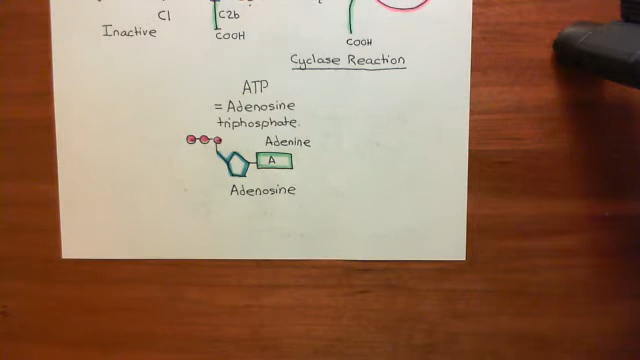 C1
C2b
Inactive
COOH
COOH
Cyclase Reaction
ATP
= Adenosine
triphosphate.
Adenine
A
Adenosine